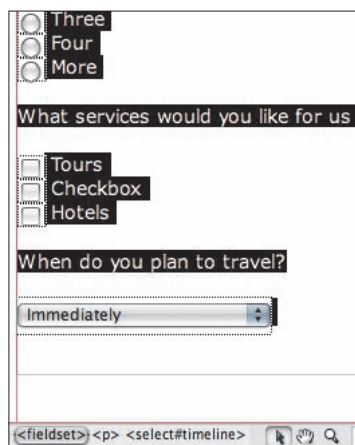 Three
Four
More
What services would you like for us
Tours
Checkbox
Hotels
When do you plan to travel?
Immediately
<fieldset> <p> <select#timeline>